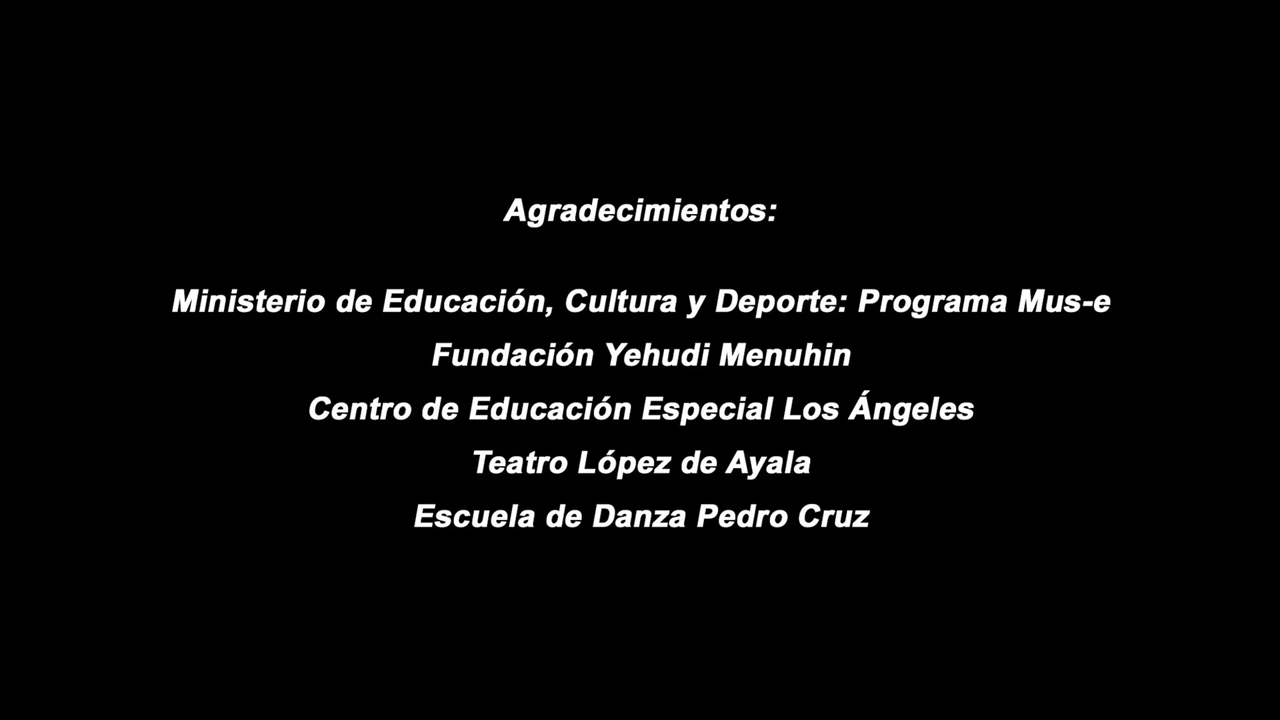 Agradecimientos:
Ministerio de Educación, Cultura y Deporte: Programa Mus-e
Fundación Yehudi Menuhin
Centro de Educación Especial Los Ángeles
Teatro López de Ayala
Escuela de Danza Pedro Cruz